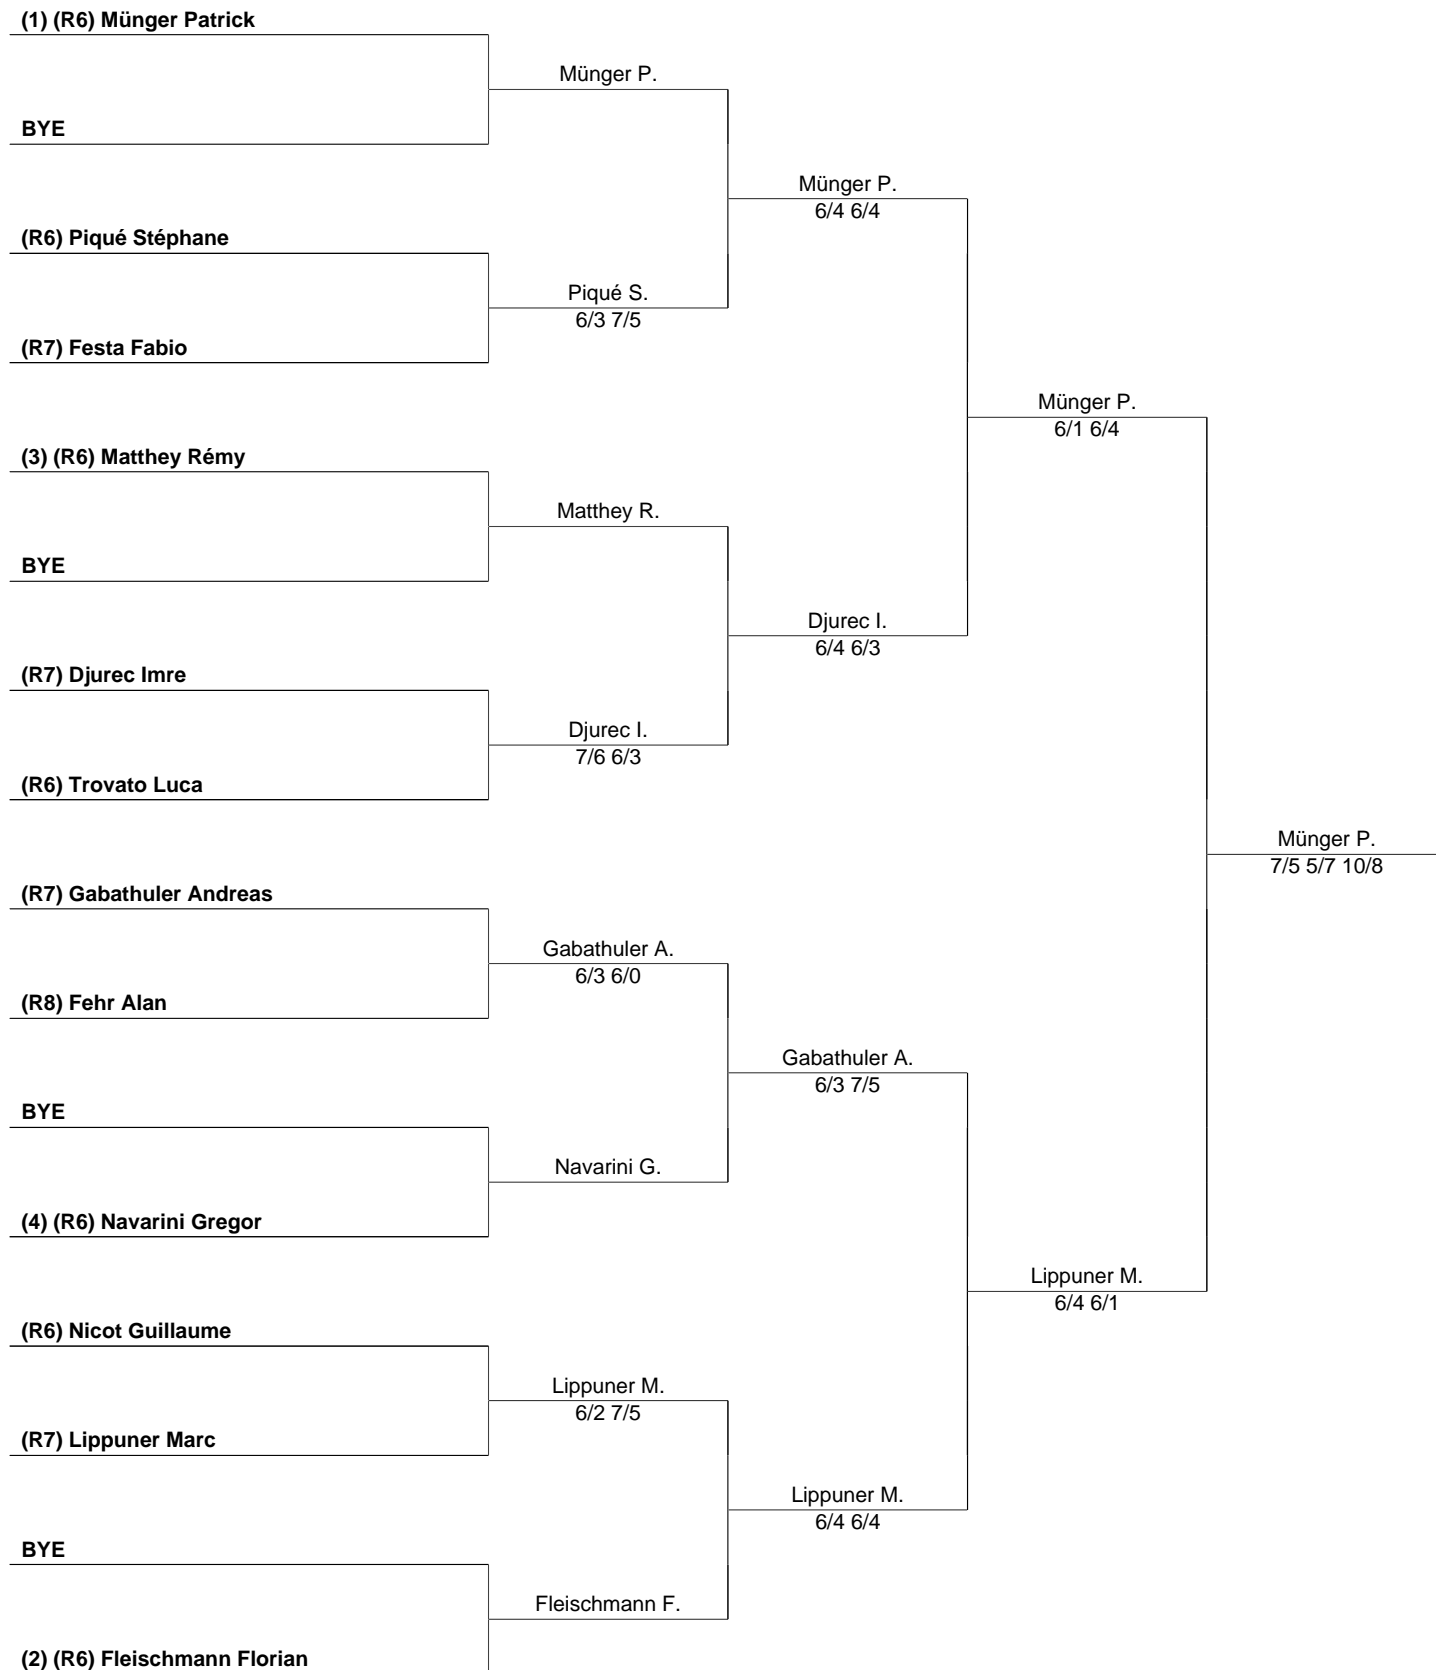 (1) (R6) Münger Patrick
Münger P.
BYE
Münger P.
6/4 6/4
(R6) Piqué Stéphane
Piqué S.
6/3 7/5
(R7) Festa Fabio
Münger P.
6/1 6/4
(3) (R6) Matthey Rémy
Matthey R.
BYE
Djurec I.
6/4 6/3
(R7) Djurec Imre
Djurec I.
7/6 6/3
(R6) Trovato Luca
Münger P.
7/5 5/7 10/8
(R7) Gabathuler Andreas
Gabathuler A.
6/3 6/0
(R8) Fehr Alan
Gabathuler A.
6/3 7/5
BYE
Navarini G.
(4) (R6) Navarini Gregor
Lippuner M.
6/4 6/1
(R6) Nicot Guillaume
Lippuner M.
6/2 7/5
(R7) Lippuner Marc
Lippuner M.
6/4 6/4
BYE
Fleischmann F.
(2) (R6) Fleischmann Florian